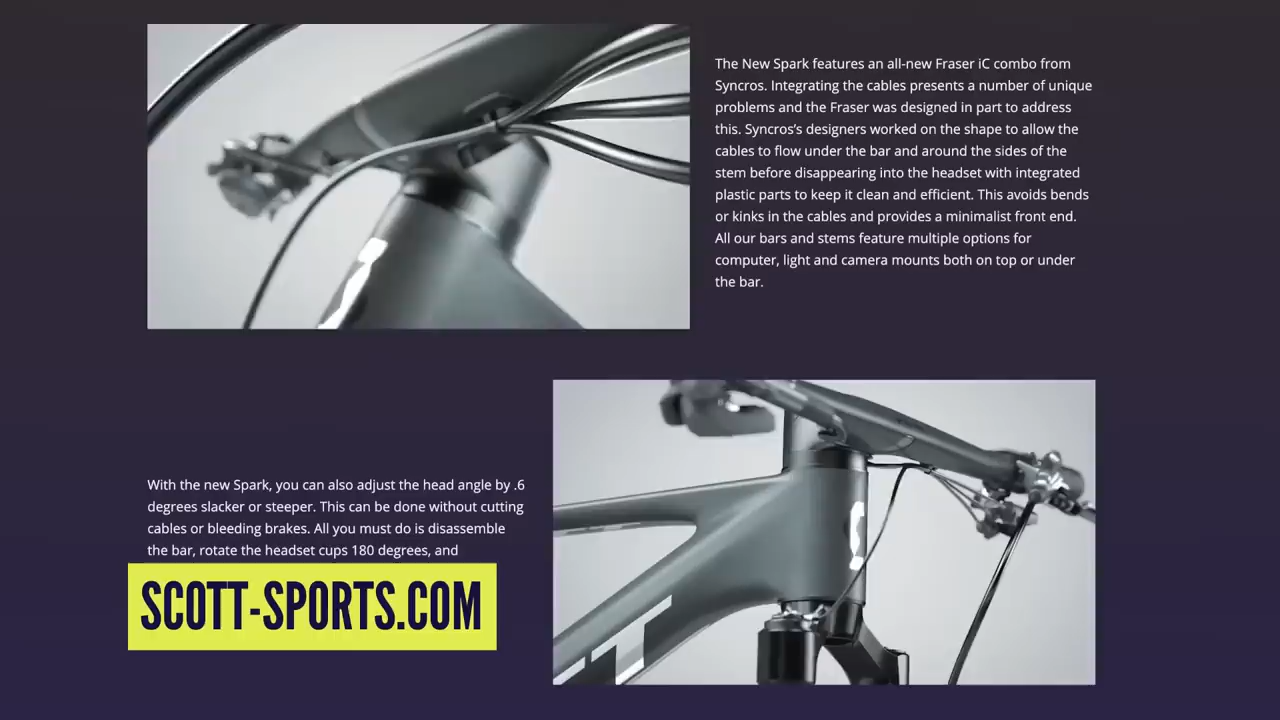 The New Spark features an all-new Fraser iC combo from
Syncros. Integrating the cables presents a number of unique
problems and the Fraser was designed in part to address
this. Syncros’s designers worked on the shape to allow the
cables to flow under the bar and around the sides of the
stem before disappearing into the headset with integrated
plastic parts to keep it clean and efficient. This avoids bends
or kinks in the cables and provides a minimalist front end.
All our bars and stems feature multiple options for
computer, light and camera mounts both on top or under
the bar.
With the new Spark, you can also adjust the head angle by .6
degrees slacker or steeper. This can be done without cutting
cables or bleeding brakes. All you must do is disassemble
the bar, rotate the headset cups 180 degrees, and
SCOTT-SPORTS.COM